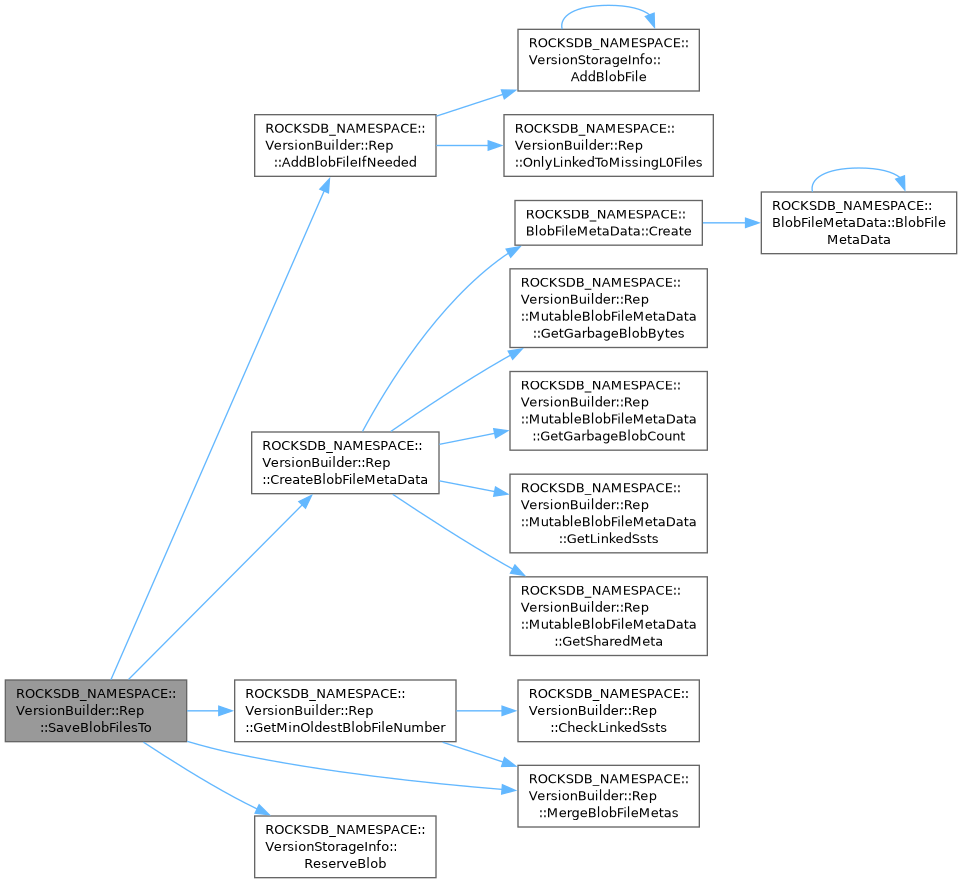 ROCKSDB_NAMESPACE::
VersionStorageInfo::
AddBlobFile
ROCKSDB_NAMESPACE::
VersionBuilder::Rep
::AddBlobFileIfNeeded
ROCKSDB_NAMESPACE::
VersionBuilder::Rep
::OnlyLinkedToMissingL0Files
ROCKSDB_NAMESPACE::
BlobFileMetaData::Create
ROCKSDB_NAMESPACE::
BlobFileMetaData::BlobFile
MetaData
ROCKSDB_NAMESPACE::
VersionBuilder::Rep
::MutableBlobFileMetaData
::GetGarbageBlobBytes
ROCKSDB_NAMESPACE::
VersionBuilder::Rep
::MutableBlobFileMetaData
::GetGarbageBlobCount
ROCKSDB_NAMESPACE::
VersionBuilder::Rep
::CreateBlobFileMetaData
ROCKSDB_NAMESPACE::
VersionBuilder::Rep
::MutableBlobFileMetaData
::GetLinkedSsts
ROCKSDB_NAMESPACE::
VersionBuilder::Rep
::MutableBlobFileMetaData
::GetSharedMeta
ROCKSDB_NAMESPACE::
VersionBuilder::Rep
::SaveBlobFilesTo
ROCKSDB_NAMESPACE::
VersionBuilder::Rep
::GetMinOldestBlobFileNumber
ROCKSDB_NAMESPACE::
VersionBuilder::Rep
::CheckLinkedSsts
ROCKSDB_NAMESPACE::
VersionBuilder::Rep
::MergeBlobFileMetas
ROCKSDB_NAMESPACE::
VersionStorageInfo::
ReserveBlob